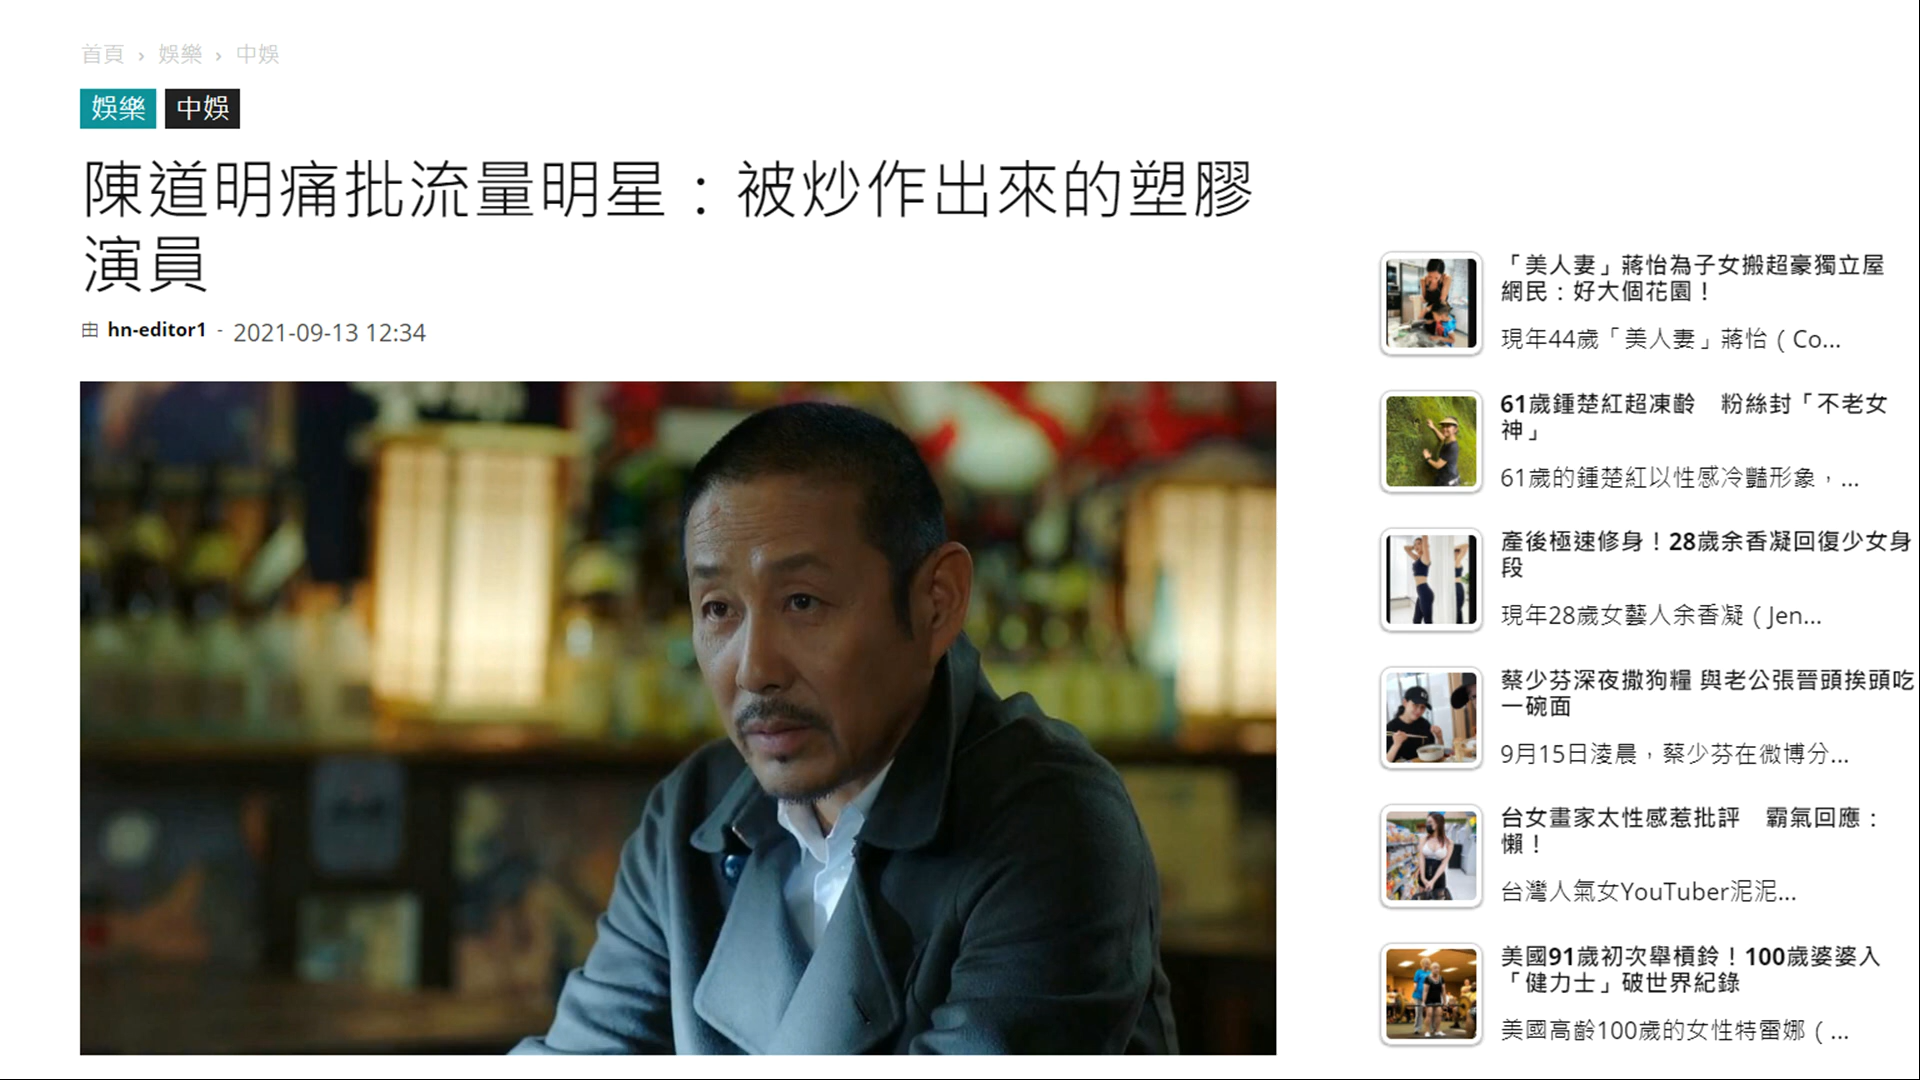 首頁 › 娛樂 › 中娛
娛樂 中娛
陳道明痛批流量明星：被炒作出來的塑膠
演員
由 hn-editor1 - 2021-09-13 12:34
「美人妻」蔣怡為子女搬超豪獨立屋
網民：好大個花園！
現年44歲「美人妻」蔣怡（Co...
61歲鍾楚紅超凍齡　粉絲封「不老女
神」
61歲的鍾楚紅以性感冷豔形象，...
產後極速修身！28歲余香凝回復少女身
段
現年28歲女藝人余香凝（Jen...
蔡少芬深夜撒狗糧 與老公張晉頭挨頭吃
一碗面
9月15日淩晨，蔡少芬在微博分...
台女畫家太性感惹批評　霸氣回應：
懶！
台灣人氣女YouTuber泥泥...
美國91歲初次舉槓鈴！100歲婆婆入
「健力士」破世界紀錄
美國高齡100歲的女性特雷娜（...